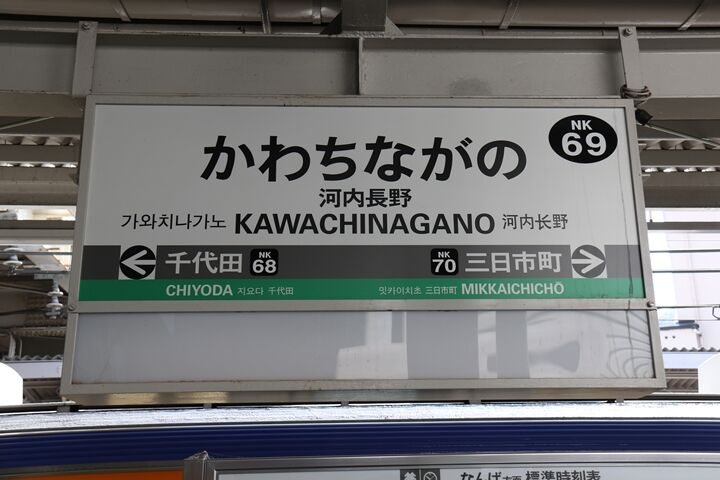 かわちながの
NK
69
河内長野
가와치나가노 KAWACHINAGANO 河内长野
千代田 NK 68 NK 70 三日市町
CHIYODA 지요다 千代田 밋카이치초 三日市町 MIKKAICHICHŌ
なんば方面 標準時刻表